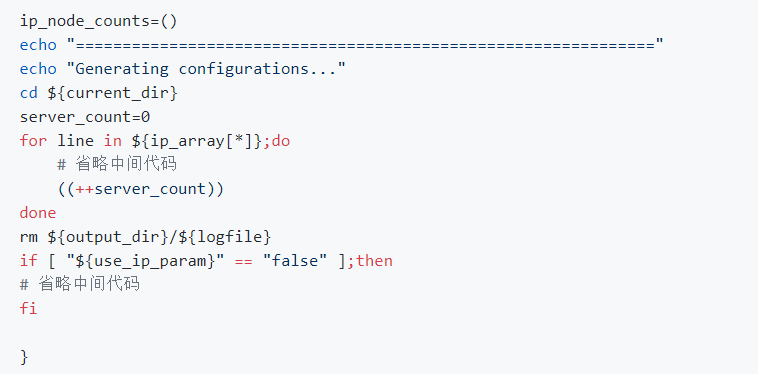 ip_node_counts=()
echo "=============================================================="
echo "Generating configurations..."
cd ${current_dir}
server_count=0
for line in ${ip_array[*]};do
    # 省略中间代码
    ((++server_count))
done
rm ${output_dir}/${logfile}
if [ "${use_ip_param}" == "false" ];then
# 省略中间代码
fi
}